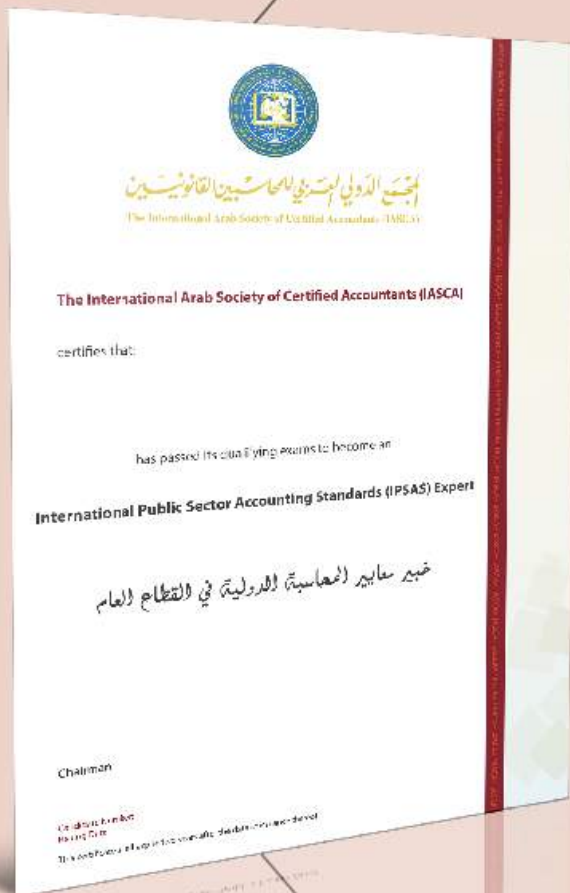 المجمع الدولي العربي للمحاسبين القانونيين
The International Arab Society of Certified Accountants (IASCA)
The International Arab Society of Certified Accountants (IASCA)
certifies that:
has passed its qualifying exams to become an
International Public Sector Accounting Standards (IPSAS) Expert
خبير معايير المحاسبة الدولية في القطاع العام
Chairman